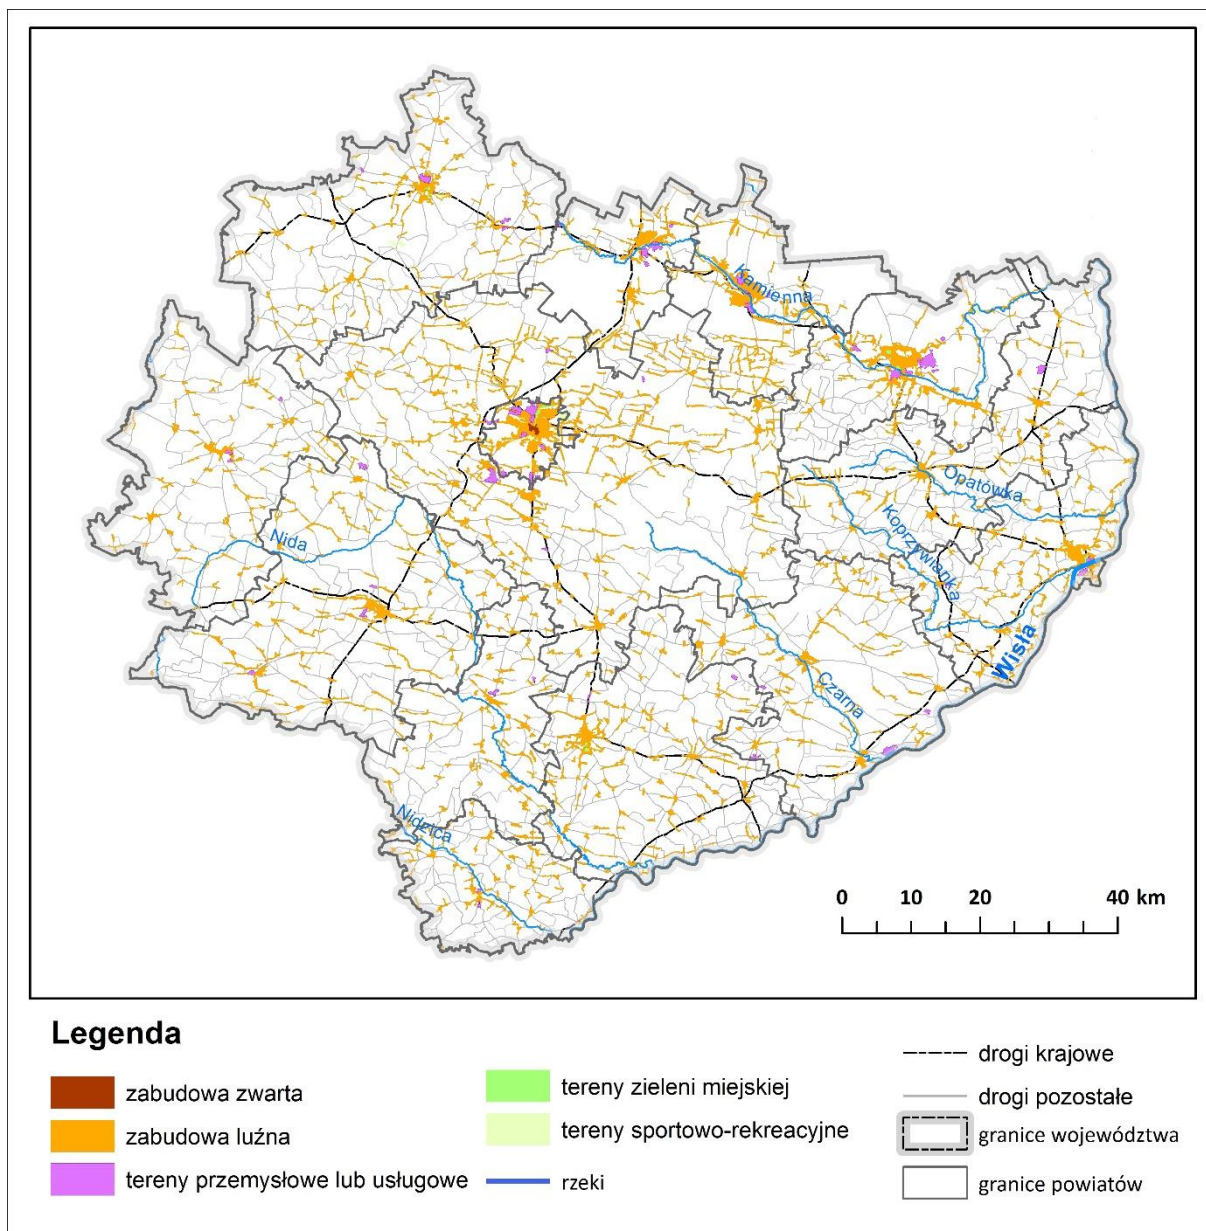 Kamienna
Opatówka
Koprzywianka
Nida
Wisła
Czarna
Nidzica
0 10 20 40 km
Legenda
zabudowa zwarta
zabudowa luźna
tereny przemysłowe lub usługowe
tereny zieleni miejskiej
tereny sportowo-rekreacyjne
rzeki
drogi krajowe
drogi pozostałe
granice województwa
granice powiatów